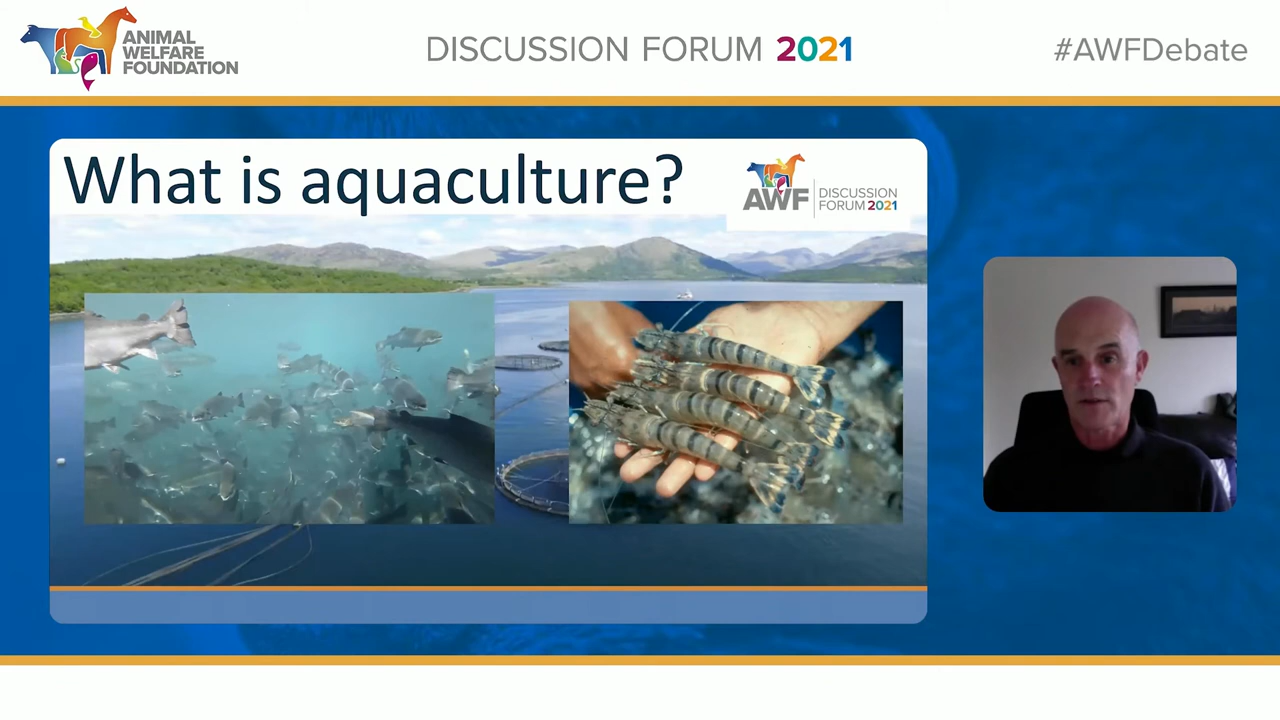 ANIMAL
WELFARE
FOUNDATION
DISCUSSION FORUM 2021
#AWFDebate
What is aquaculture?
AWF
DISCUSSION
FORUM 2021